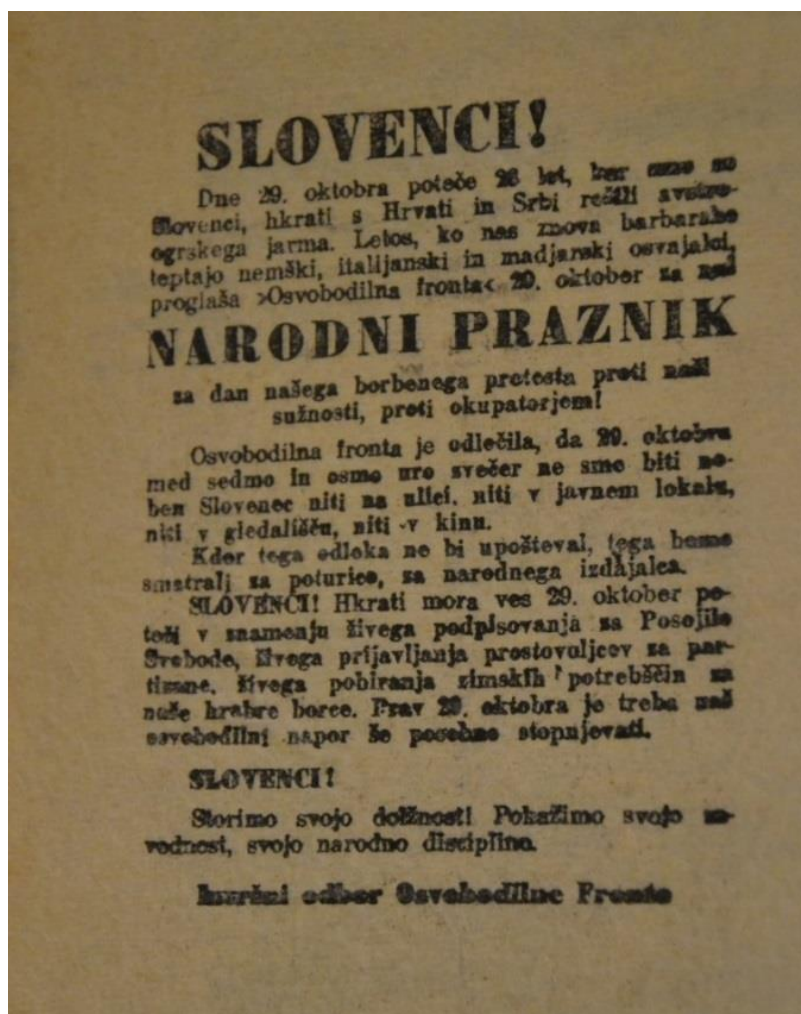 SLOVENCI!
Dne 29. oktobra poteče 23 let, kar smo se
Slovenci, hkrati s Hrvati in Srbi rešili avstro-
ogrskega jarma. Letos, ko nas znova barbarsko
teptajo nemški, italijanski in madjarski osvajalci,
proglaša »Osvobodilna fronta« 29. oktober za naš
NARODNI PRAZNIK
za dan našega borbenega protesta proti naši
sužnosti, proti okupatorjem!
Osvobodilna fronta je odločila, da 29. oktobra
med sedmo in osmo uro zvečer ne sme biti no-
ben Slovenec niti na ulici, niti v javnem lokalu,
niti v gledališču, niti v kinu.
Kdor tega odloka ne bi upošteval, tega bomo
smatrali za poturico, za narodnega izdajalca.
SLOVENCI! Hkrati mora ves 29. oktober po-
teči v znamenju živega podpisovanja za Posojilo
Svobode, živega prijavljanja prostovoljcev za par-
tizane, živega pobiranja zimskih potrebščin za
naše hrabre borce. Prav 29. oktobra je treba naš
osvobodilni napor še posebno stopnjevati.
SLOVENCI!
Storimo svojo dolžnost! Pokažimo svojo za-
vednost, svojo narodno disciplino.
Izvršni odbor Osvobodilne Fronte